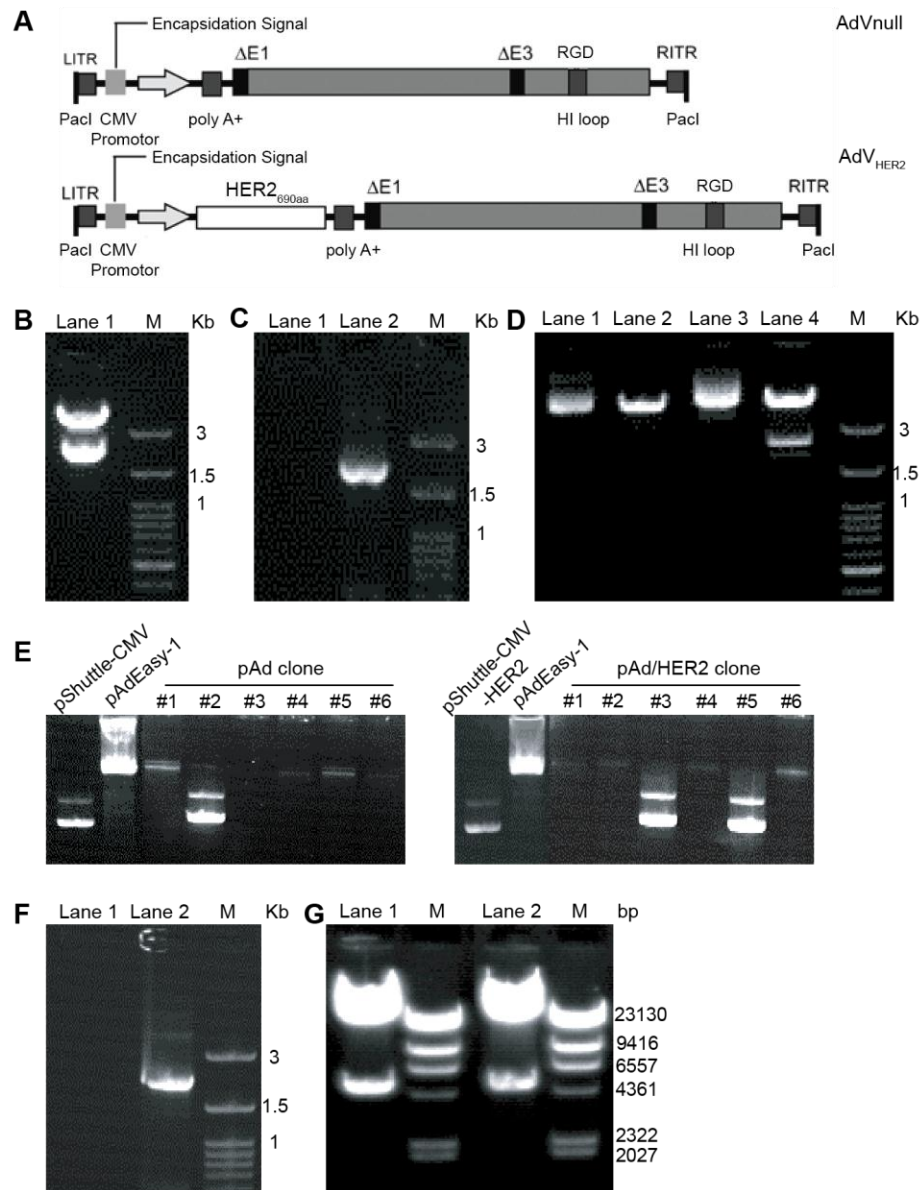 A
Encapsidation Signal
AdVnull
LITR
ΔE1
ΔE3
RGD
RITR
PacI
CMV
Promotor
poly A+
HI loop
PacI
Encapsidation Signal
AdV HER2
LITR
HER2 690aa
ΔE1
ΔE3
RGD
RITR
PacI
CMV
Promotor
poly A+
HI loop
PacI
B
Lane 1 M Kb
3
1.5
1
C
Lane 1 Lane 2 M Kb
3
1.5
1
D
Lane 1 Lane 2 Lane 3 Lane 4 M Kb
3
1.5
1
E
pShuttle-CMV
pAdEasy-1
pAd clone
#1 #2 #3 #4 #5 #6
pShuttle-CMV
-HER2
pAdEasy-1
pAd/HER2 clone
#1 #2 #3 #4 #5 #6
F
Lane 1 Lane 2 M Kb
3
1.5
1
G
Lane 1 M Lane 2 M bp
23130
9416
6557
4361
2322
2027